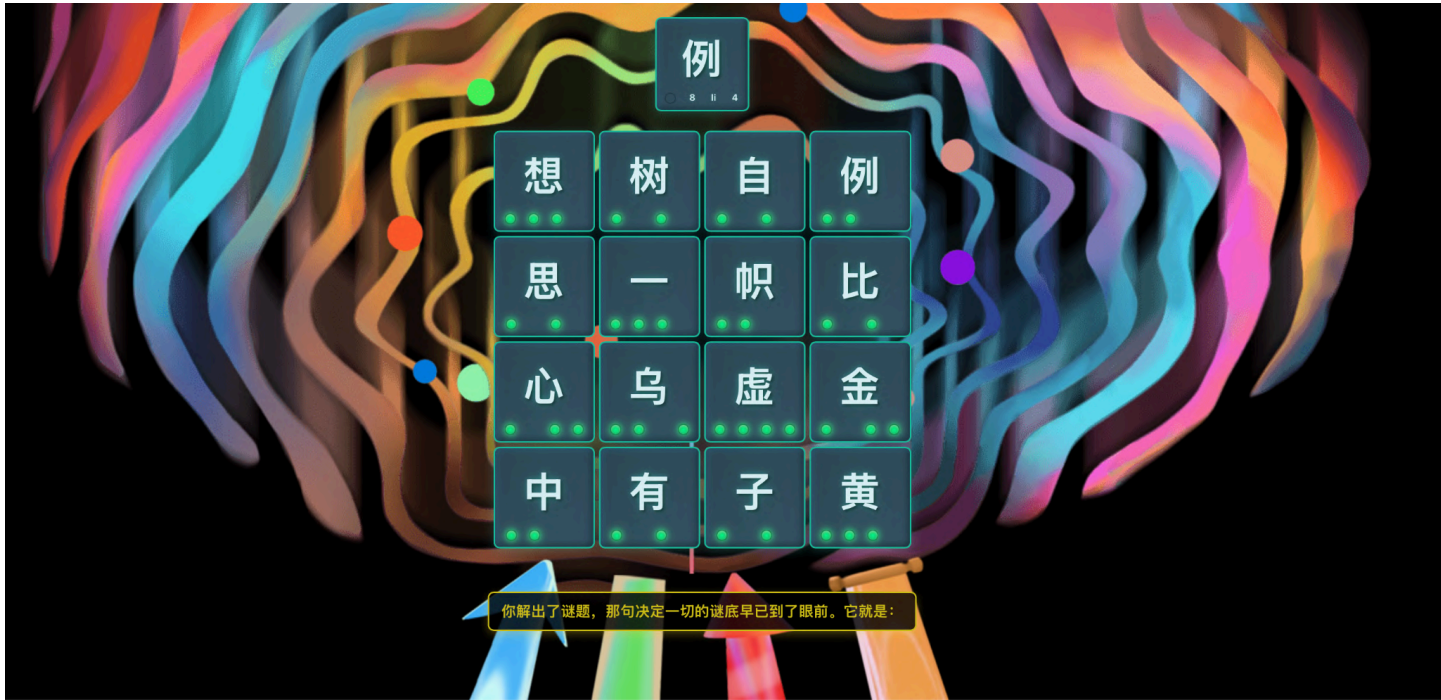 例
8 li 4
想 树 自 例
思 一 帜 比
心 乌 虚 金
中 有 子 黄
你解出了谜题，那句决定一切的谜底早已到了眼前。它就是：